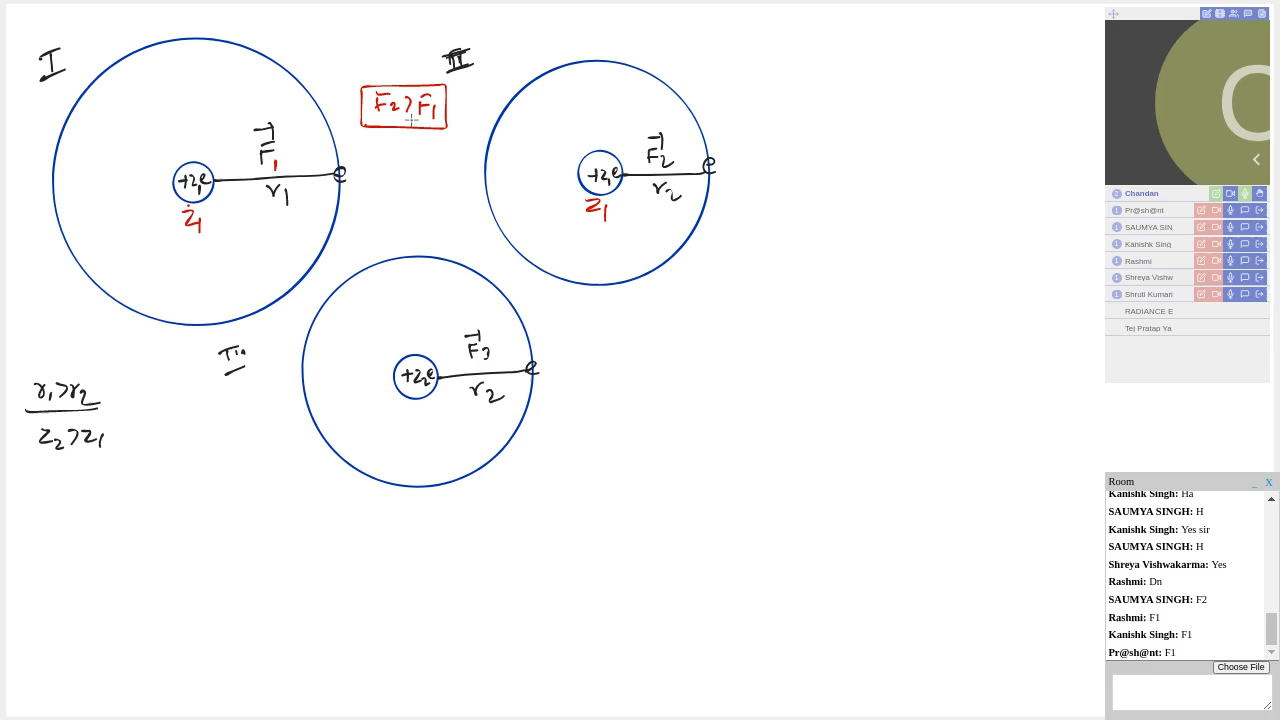 I
II
F₂ > F₁
F₁
r₁
+z₁e
z₁
e
F₂
r₂
+z₁e
z₁
e
III
F₃
r₂
+z₂e
e
r₁ > r₂
z₂ > z₁
C
Chandan
Pr@sh@nt
SAUMYA SIN
Kanishk Sing
Rashmi
Shreya Vishw
Shruti Kumari
RADIANCE E
Tej Pratap Ya
Room _ X
Kanishk Singh: Ha
SAUMYA SINGH: H
Kanishk Singh: Yes sir
SAUMYA SINGH: H
Shreya Vishwakarma: Yes
Rashmi: Dn
SAUMYA SINGH: F2
Rashmi: F1
Kanishk Singh: F1
Pr@sh@nt: F1
Choose File